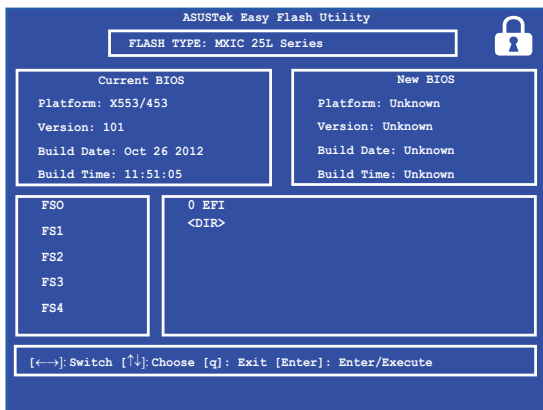 ASUSTek Easy Flash Utility
FLASH TYPE: MXIC 25L Series
Current BIOS
Platform: X553/453
Version: 101
Build Date: Oct 26 2012
Build Time: 11:51:05
New BIOS
Platform: Unknown
Version: Unknown
Build Date: Unknown
Build Time: Unknown
FSO
FS1
FS2
FS3
FS4
0 EFI
<DIR>
[←→]: Switch [↑↓]: Choose [q]: Exit [Enter]: Enter/Execute